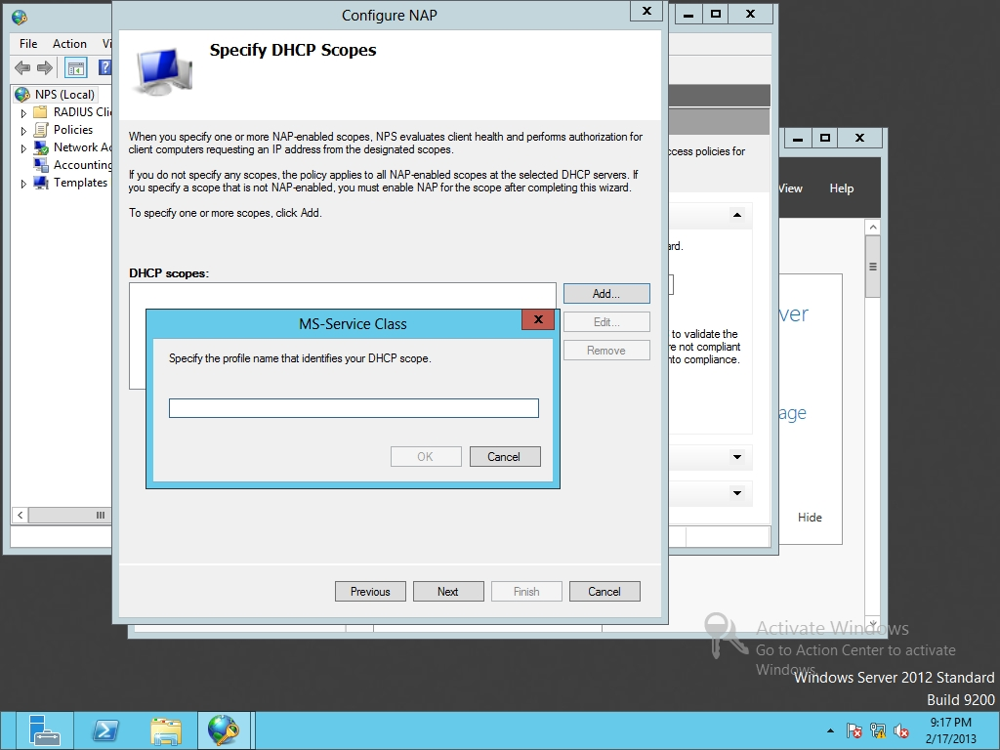 Configure NAP
File Action Vi
Specify DHCP Scopes
NPS (Local)
RADIUS Clie
Policies
Network Ac
Accounting
Templates
When you specify one or more NAP-enabled scopes, NPS evaluates client health and performs authorization for
client computers requesting an IP address from the designated scopes.
If you do not specify any scopes, the policy applies to all NAP-enabled scopes at the selected DHCP servers. If
you specify a scope that is not NAP-enabled, you must enable NAP for the scope after completing this wizard.
To specify one or more scopes, click Add.
DHCP scopes:
Add...
Edit...
Remove
MS-Service Class
Specify the profile name that identifies your DHCP scope.
OK
Cancel
Previous
Next
Finish
Cancel
ccess policies for
ard.
to validate the
re not compliant
nto compliance.
View Help
ver
age
Hide
Activate Windows
Go to Action Center to activate
Windows.
Windows Server 2012 Standard
Build 9200
9:17 PM
2/17/2013